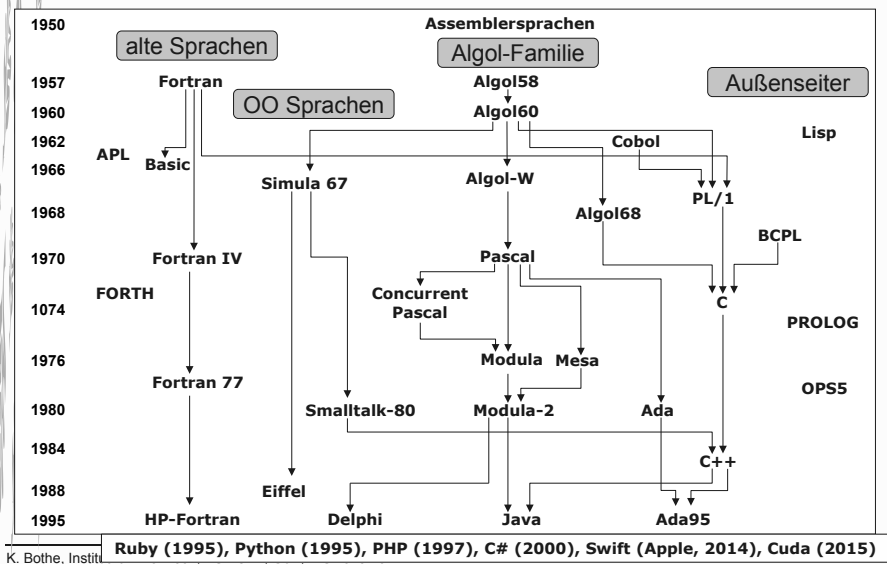 1950 Assemblersprachen
alte Sprachen Algol-Familie
1957 Fortran Algol58 Außenseiter
OO Sprachen
1960 Algol60
1962 Cobol Lisp
APL Basic
1966 Simula 67 Algol-W
PL/1
1968 Algol68
BCPL
1970 Fortran IV Pascal
FORTH Concurrent
Pascal
C
1074
PROLOG
1976 Modula Mesa
Fortran 77 OPS5
1980 Smalltalk-80 Modula-2 Ada
1984
C++
1988 Eiffel
1995 HP-Fortran Delphi Java Ada95
Ruby (1995), Python (1995), PHP (1997), C# (2000), Swift (Apple, 2014), Cuda (2015)
K. Bothe,